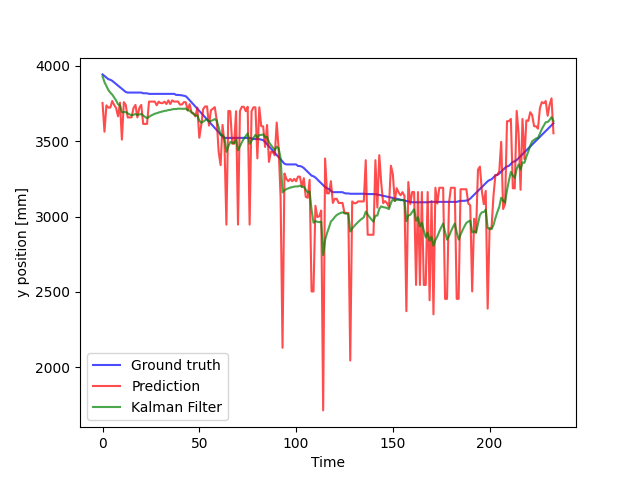 4000
3500
3000
2500
2000
y position [mm]
Ground truth
Prediction
Kalman Filter
0 50 100 150 200
Time